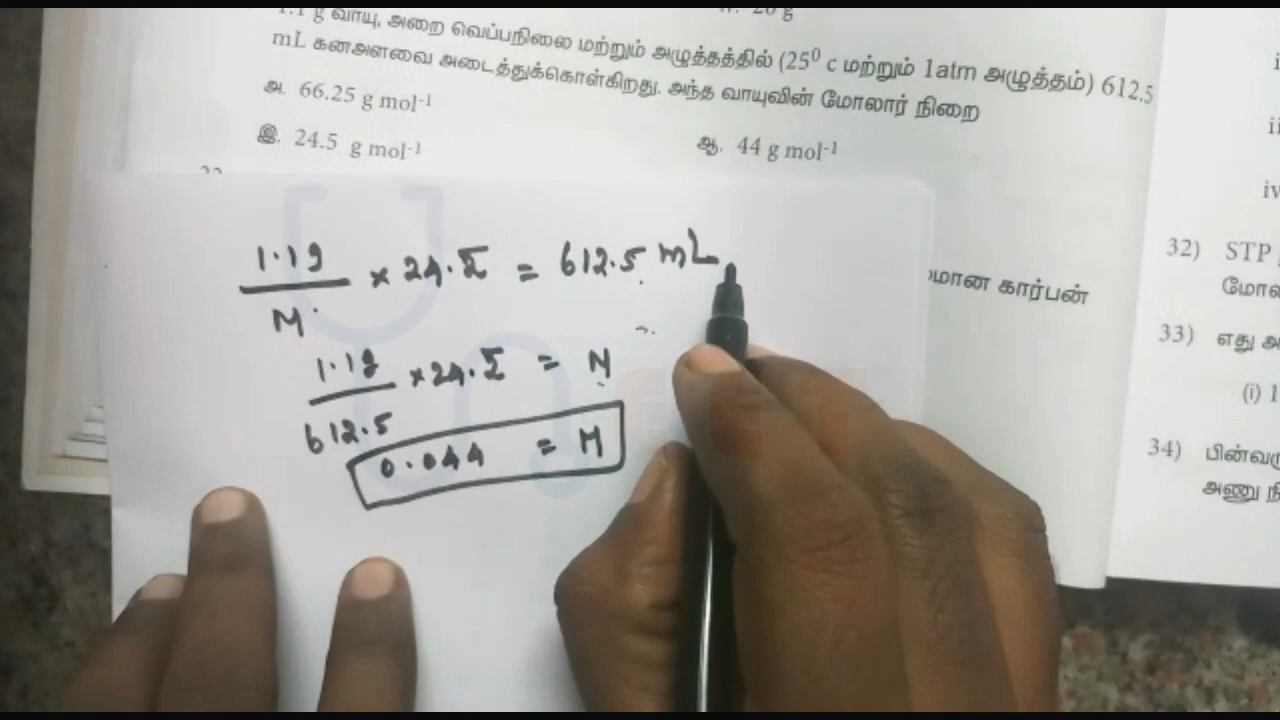 1.1 g வாயு, அறை வெப்பநிலை மற்றும் அழுத்தத்தில் (25⁰ c மற்றும் 1atm அழுத்தம்) 612.5
mL கனஅளவை அடைத்துக்கொள்கிறது. அந்த வாயுவின் மோலார் நிறை
அ. 66.25 g mol⁻¹
இ. 24.5 g mol⁻¹
ஆ. 44 g mol⁻¹
கார்பன்
1.1g
× 24.5 = 612.5 mL
M
1.1g
× 24.5 = M
612.5
0.044 = M
32) STP
33) எது
(i) 1
34)
அணு